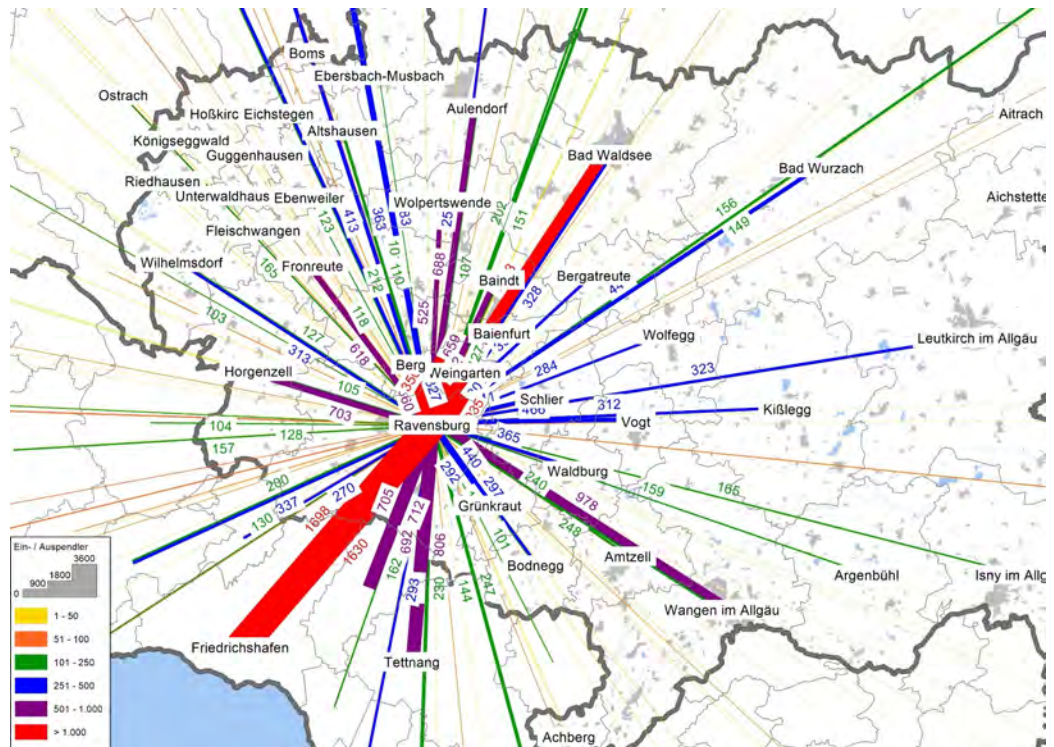 Boms
Ebersbach-Musbach
Ostrach
Aulendorf
Hoßkirc
Eichstegen
Aitrach
Altshausen
Königseggwald
Guggenhausen
Bad Waldsee
Bad Wurzach
Riedhausen
Unterwaldhaus
Ebenweiler
Wolpertswende
Aichstette
156
202
151
149
123
413
363
Fleischwangen
Wilhelmsdorf
165
Fronreute
212
110
688
107
Baindt
Bergatreute
328
103
118
525
127
313
618
659
Baienfurt
Wolfegg
Leutkirch im Allgäu
Berg
Weingarten
284
323
Horgenzell
105
627
Schlier
466
312
Kißlegg
703
104
128
157
Ravensburg
Vogt
365
440
292
297
Waldburg
240
978
159
165
337
270
130
1698
1630
705
712
692
806
Grünkraut
248
101
Bodnegg
Amtzell
Argenbühl
Isny im Allg
162
293
230
144
247
Wangen im Allgäu
Friedrichshafen
Tettnang
Achberg
Ein- / Auspendler
3600
1800
900
0
1 - 50
51 - 100
101 - 250
251 - 500
501 - 1.000
> 1.000